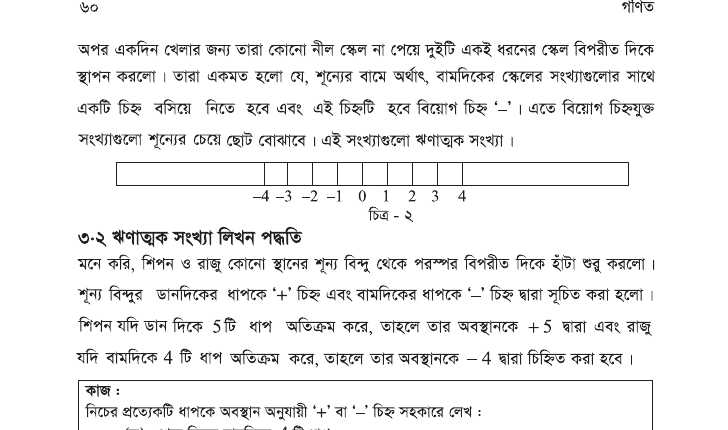 ৬০ গণিত
অপর একদিন খেলার জন্য তারা কোনো নীল স্কেল না পেয়ে দুইটি একই ধরনের স্কেল বিপরীত দিকে
স্থাপন করলো। তারা একমত হলো যে, শূন্যের বামে অর্থাৎ, বামদিকের স্কেলের সংখ্যাগুলোর সাথে
একটি চিহ্ন বসিয়ে নিতে হবে এবং এই চিহ্নটি হবে বিয়োগ চিহ্ন ‘–’। এতে বিয়োগ চিহ্নযুক্ত
সংখ্যাগুলো শূন্যের চেয়ে ছোট বোঝাবে। এই সংখ্যাগুলো ঋণাত্মক সংখ্যা।
–4 –3 –2 –1 0 1 2 3 4
চিত্র - ২
৩·২ ঋণাত্মক সংখ্যা লিখন পদ্ধতি
মনে করি, শিপন ও রাজু কোনো স্থানের শূন্য বিন্দু থেকে পরস্পর বিপরীত দিকে হাঁটা শুরু করলো।
শূন্য বিন্দুর ডানদিকের ধাপকে ‘+’ চিহ্ন এবং বামদিকের ধাপকে ‘–’ চিহ্ন দ্বারা সূচিত করা হলো।
শিপন যদি ডান দিকে 5টি ধাপ অতিক্রম করে, তাহলে তার অবস্থানকে +5 দ্বারা এবং রাজু
যদি বামদিকে 4 টি ধাপ অতিক্রম করে, তাহলে তার অবস্থানকে – 4 দ্বারা চিহ্নিত করা হবে।
কাজ :
নিচের প্রত্যেকটি ধাপকে অবস্থান অনুযায়ী ‘+’ বা ‘–’ চিহ্ন সহকারে লেখ :